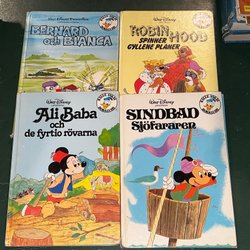 Walt Disney
BERNARD
och BIANCA
Walt Disney
ROBIN
HOOD
SPINNER
GYLLENE PLANER
Walt Disney
Ali Baba
och
de fyrtio rövarna
Walt Disney
SINDBAD
Sjöfararen